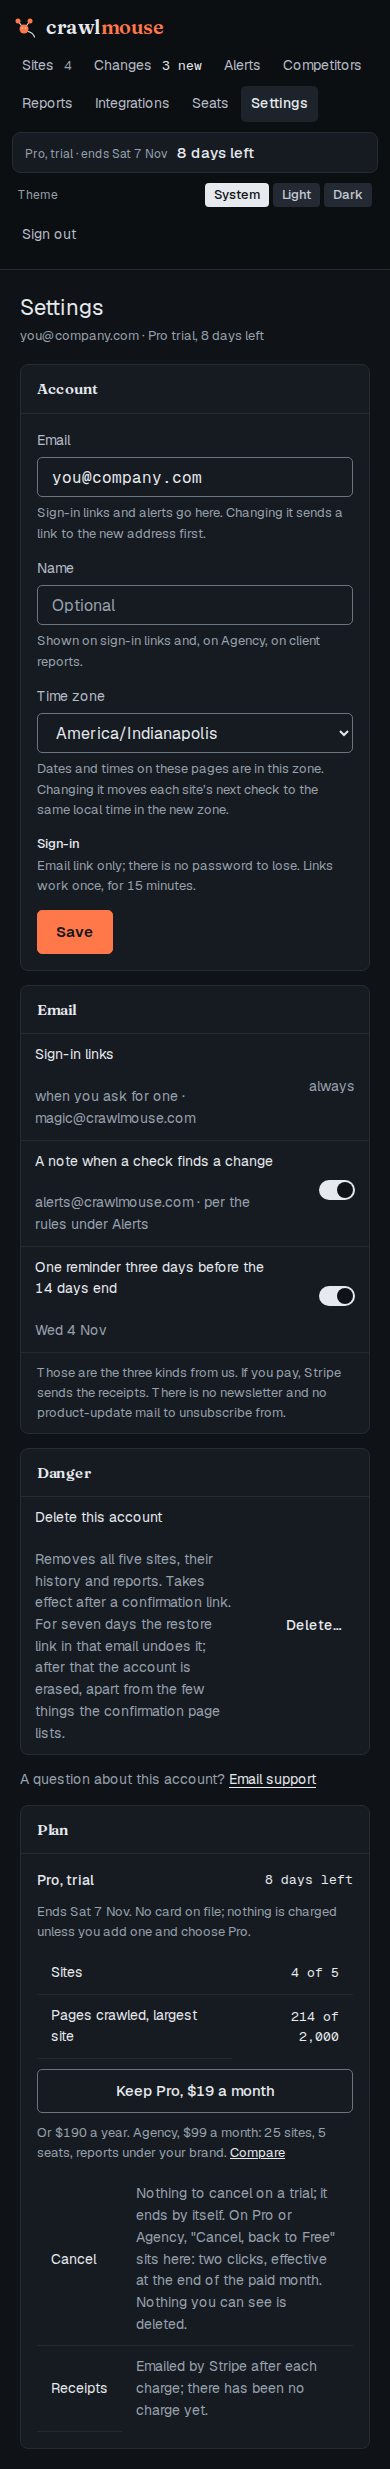 crawlmouse
Sites 4 Changes 3 new Alerts Competitors
Reports Integrations Seats Settings
Pro, trial · ends Sat 7 Nov 8 days left
Theme System Light Dark
Sign out
Settings
you@company.com · Pro trial, 8 days left
Account
Email
you@company.com
Sign-in links and alerts go here. Changing it sends a
link to the new address first.
Name
Optional
Shown on sign-in links and, on Agency, on client
reports.
Time zone
America/Indianapolis
Dates and times on these pages are in this zone.
Changing it moves each site's next check to the
same local time in the new zone.
Sign-in
Email link only; there is no password to lose. Links
work once, for 15 minutes.
Save
Email
Sign-in links
when you ask for one ·
magic@crawlmouse.com
always
A note when a check finds a change
alerts@crawlmouse.com · per the
rules under Alerts
One reminder three days before the
14 days end
Wed 4 Nov
Those are the three kinds from us. If you pay, Stripe
sends the receipts. There is no newsletter and no
product-update mail to unsubscribe from.
Danger
Delete this account
Removes all five sites, their
history and reports. Takes
effect after a confirmation link.
For seven days the restore
link in that email undoes it;
after that the account is
erased, apart from the few
things the confirmation page
lists.
Delete…
A question about this account? Email support
Plan
Pro, trial 8 days left
Ends Sat 7 Nov. No card on file; nothing is charged
unless you add one and choose Pro.
Sites 4 of 5
Pages crawled, largest
site
214 of
2,000
Keep Pro, $19 a month
Or $190 a year. Agency, $99 a month: 25 sites, 5
seats, reports under your brand. Compare
Cancel
Nothing to cancel on a trial; it
ends by itself. On Pro or
Agency, "Cancel, back to Free"
sits here: two clicks, effective
at the end of the paid month.
Nothing you can see is
deleted.
Receipts
Emailed by Stripe after each
charge; there has been no
charge yet.